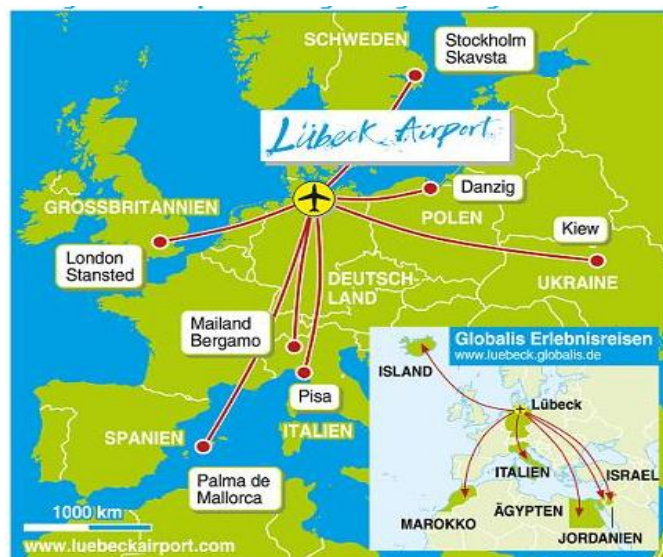 SCHWEDEN
Stockholm
Skavsta
Lübeck Airport
GROSSBRITANNIEN
Danzig
POLEN
Kiew
London
Stansted
UKRAINE
DEUTSCH-
LAND
Mailand
Bergamo
Pisa
SPANIEN
ITALIEN
Palma de
Mallorca
1000 km
www.luebeckairport.com
Globalis Erlebnisreisen
www.luebeck.globalis.de
ISLAND
Lübeck
ITALIEN
ISRAEL
MAROKKO
ÄGYPTEN
JORDANIEN